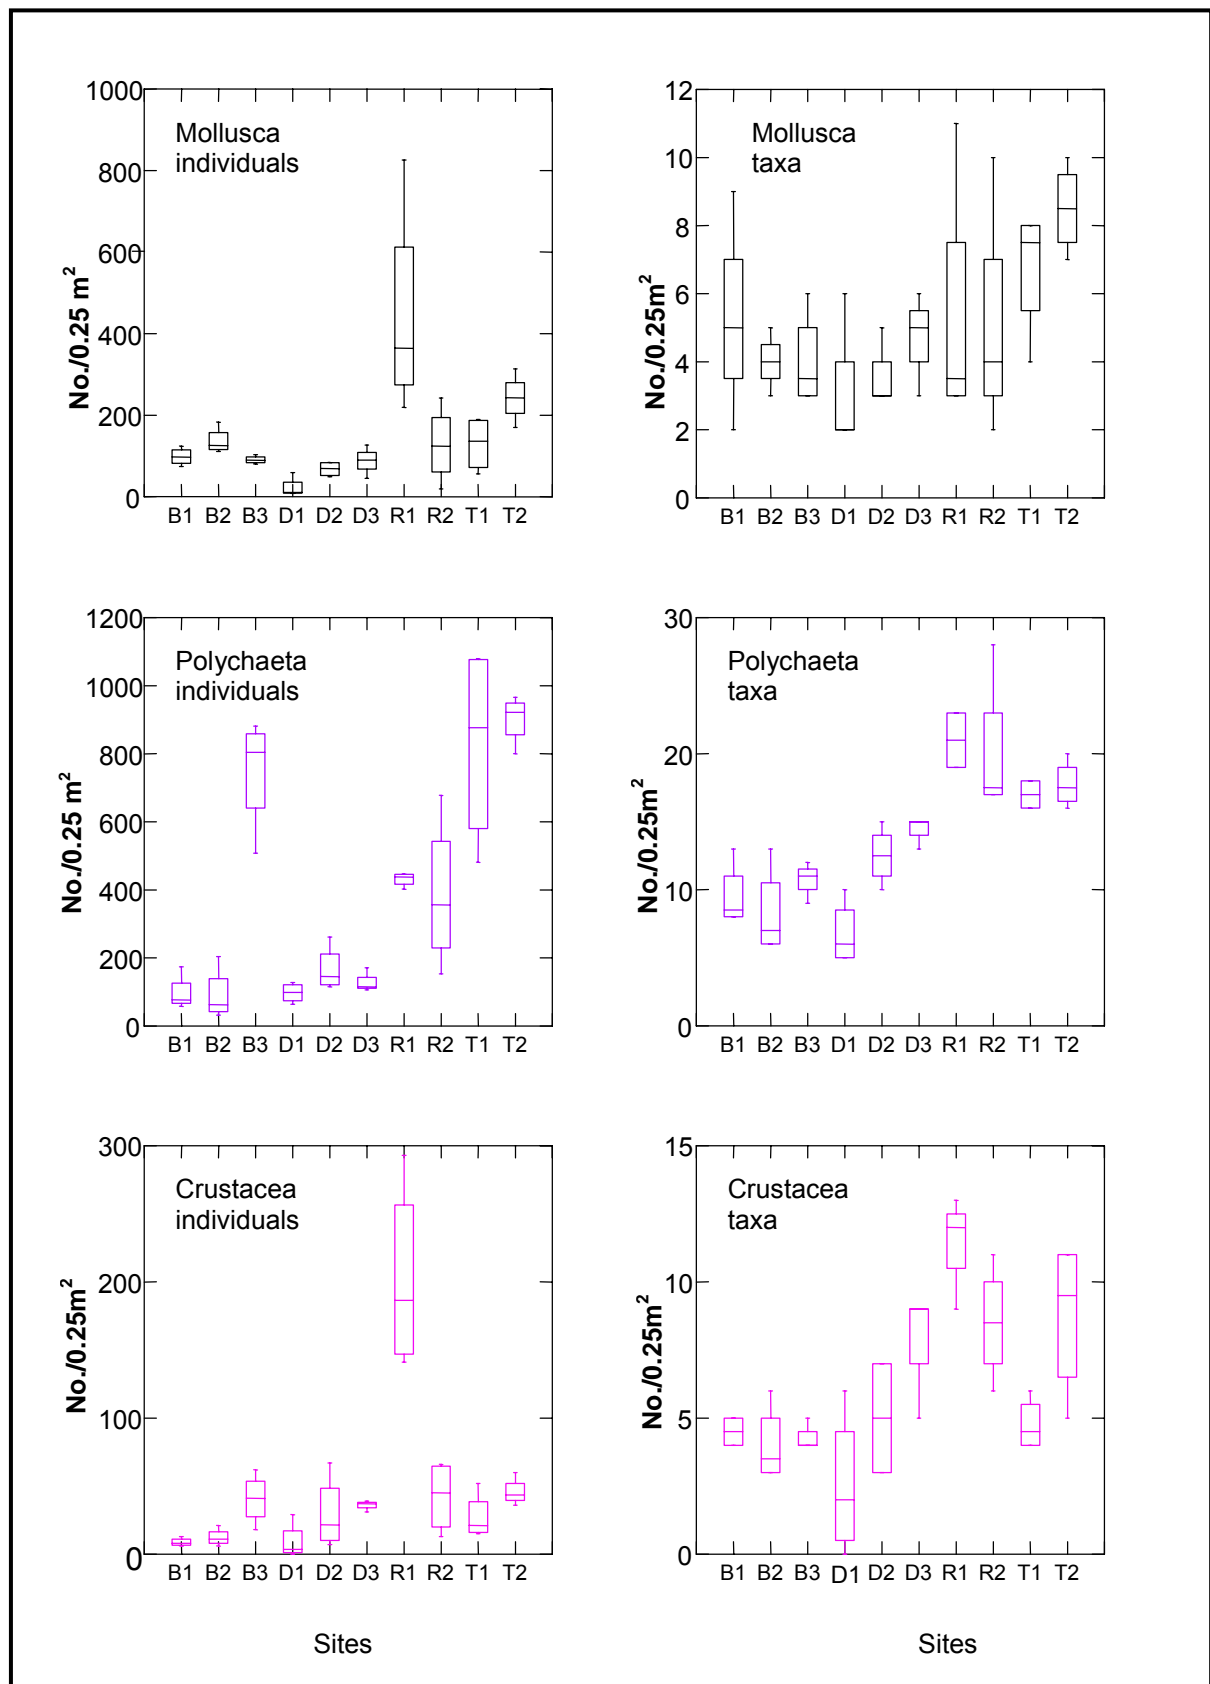 1000
800
600
400
200
0
No./0.25 m²
Mollusca
individuals
B1 B2 B3 D1 D2 D3 R1 R2 T1 T2
12
10
8
6
4
2
0
No./0.25m²
Mollusca
taxa
B1 B2 B3 D1 D2 D3 R1 R2 T1 T2
1200
1000
800
600
400
200
0
No./0.25 m²
Polychaeta
individuals
B1 B2 B3 D1 D2 D3 R1 R2 T1 T2
30
20
10
0
No./0.25m²
Polychaeta
taxa
B1 B2 B3 D1 D2 D3 R1 R2 T1 T2
300
200
100
0
No./0.25m²
Crustacea
individuals
B1 B2 B3 D1 D2 D3 R1 R2 T1 T2
Sites
15
10
5
0
No./0.25m²
Crustacea
taxa
B1 B2 B3 D1 D2 D3 R1 R2 T1 T2
Sites